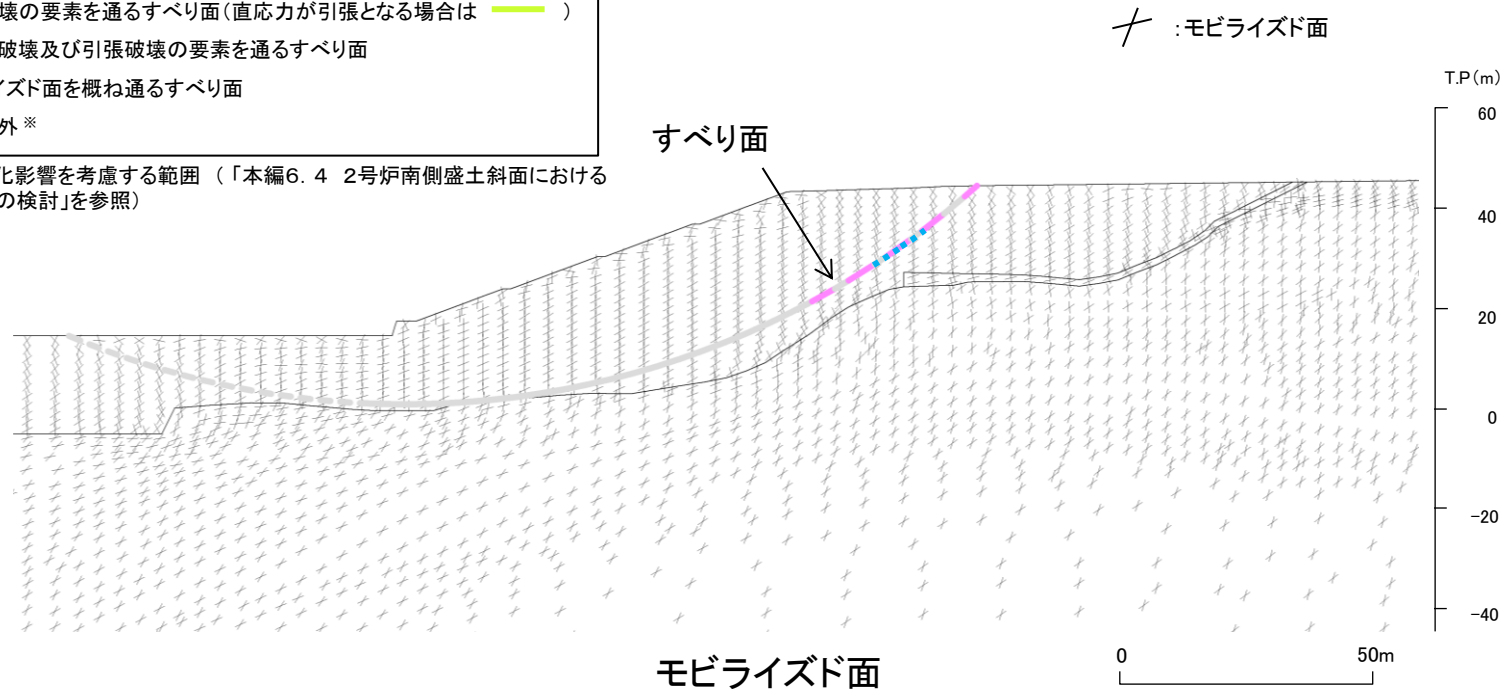 壊の要素を通るすべり面(直応力が引張となる場合は )
破壊及び引張破壊の要素を通るすべり面
イズド面を概ね通るすべり面
外※
化影響を考慮する範囲 (「本編6.4 2号炉南側盛土斜面における
の検討」を参照)
:モビライズド面
すべり面
T.P(m)
60
40
20
0
-20
-40
モビライズド面
0 50m